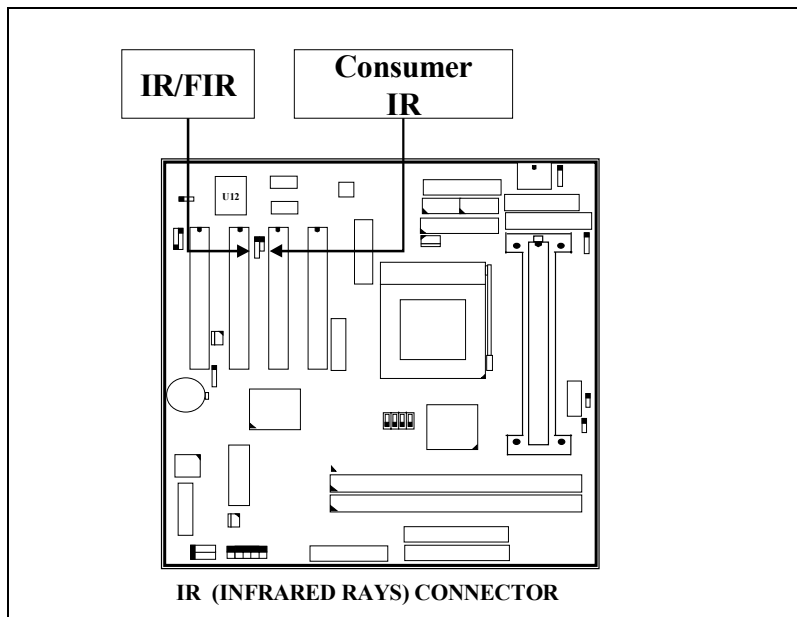 IR/FIR
Consumer
IR
U12
IR (INFRARED RAYS) CONNECTOR